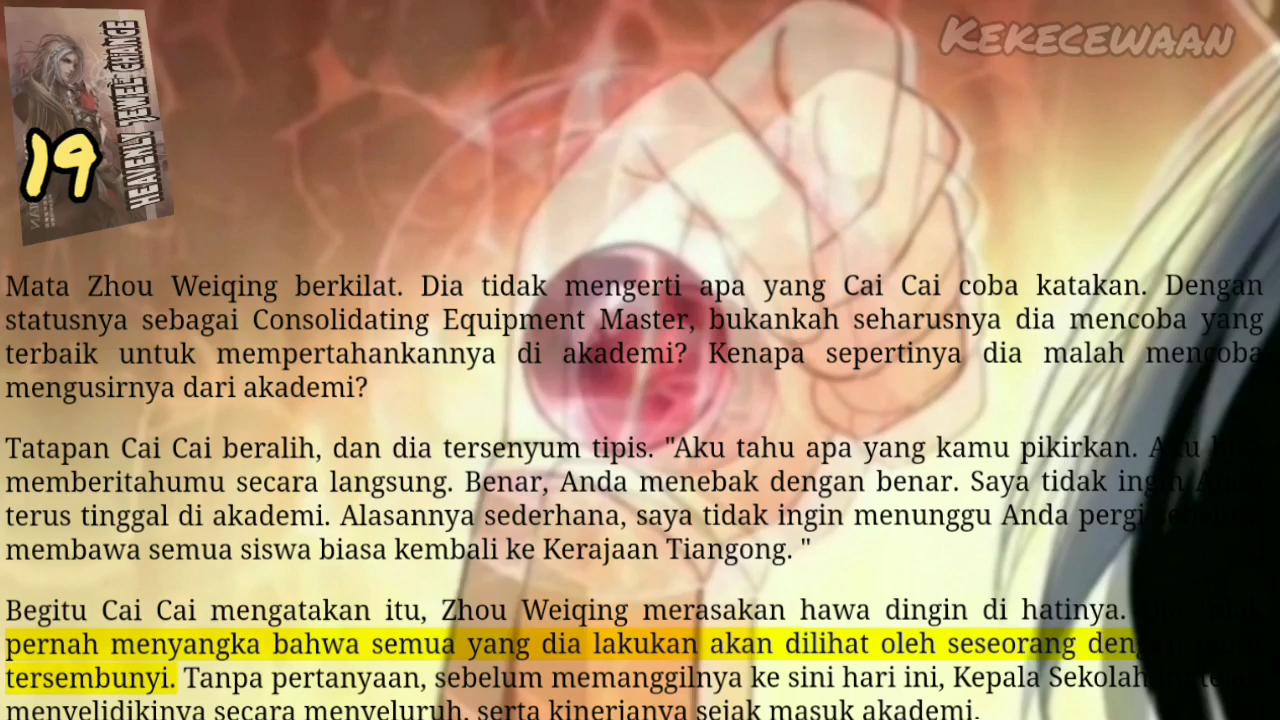 Kekecewaan
HEAVENLY JEWEL CHANGE
19
Mata Zhou Weiqing berkilat. Dia tidak mengerti apa yang Cai Cai coba katakan. Dengan
statusnya sebagai Consolidating Equipment Master, bukankah seharusnya dia mencoba yang
terbaik untuk mempertahankannya di akademi? Kenapa sepertinya dia malah mencoba
mengusirnya dari akademi?
Tatapan Cai Cai beralih, dan dia tersenyum tipis. "Aku tahu apa yang kamu pikirkan.
memberitahumu secara langsung. Benar, Anda menebak dengan benar. Saya tidak ingin
terus tinggal di akademi. Alasannya sederhana, saya tidak ingin menunggu Anda pergi
membawa semua siswa biasa kembali ke Kerajaan Tiangong. "
Begitu Cai Cai mengatakan itu, Zhou Weiqing merasakan hawa dingin di hatinya.
pernah menyangka bahwa semua yang dia lakukan akan dilihat oleh seseorang
tersembunyi. Tanpa pertanyaan, sebelum memanggilnya ke sini hari ini, Kepala Sekolah
menyelidikinya secara menyeluruh, serta kinerjanya sejak masuk akademi.